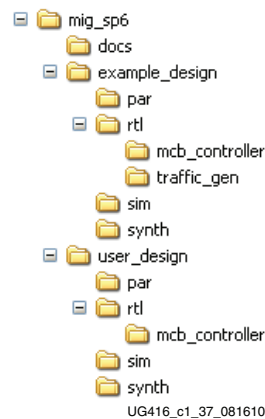 mig_sp6
docs
example_design
par
rtl
mcb_controller
traffic_gen
sim
synth
user_design
par
rtl
mcb_controller
sim
synth
UG416_c1_37_081610